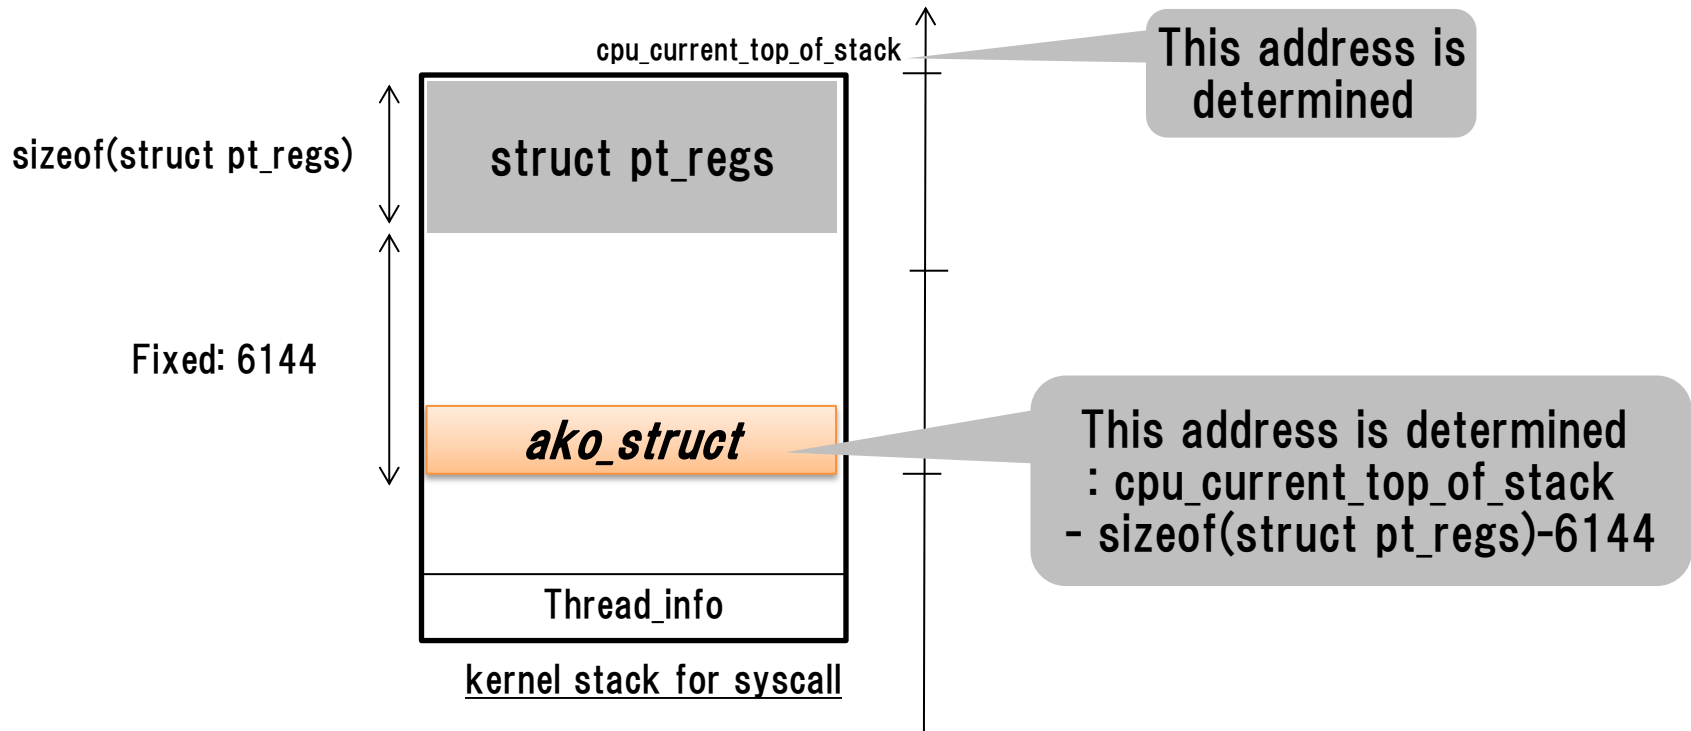 cpu_current_top_of_stack
This address is
determined
sizeof(struct pt_regs)
struct pt_regs
Fixed: 6144
ako_struct
This address is determined
: cpu_current_top_of_stack
- sizeof(struct pt_regs)-6144
Thread_info
kernel stack for syscall